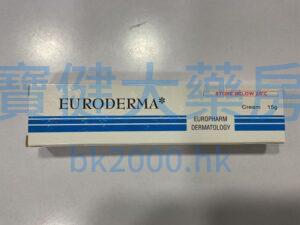 寶健大藥房
EURODERMA*
STORE BELOW 25°C
Cream 15g
EUROPHARM
DERMATOLOGY
bk2000.hk